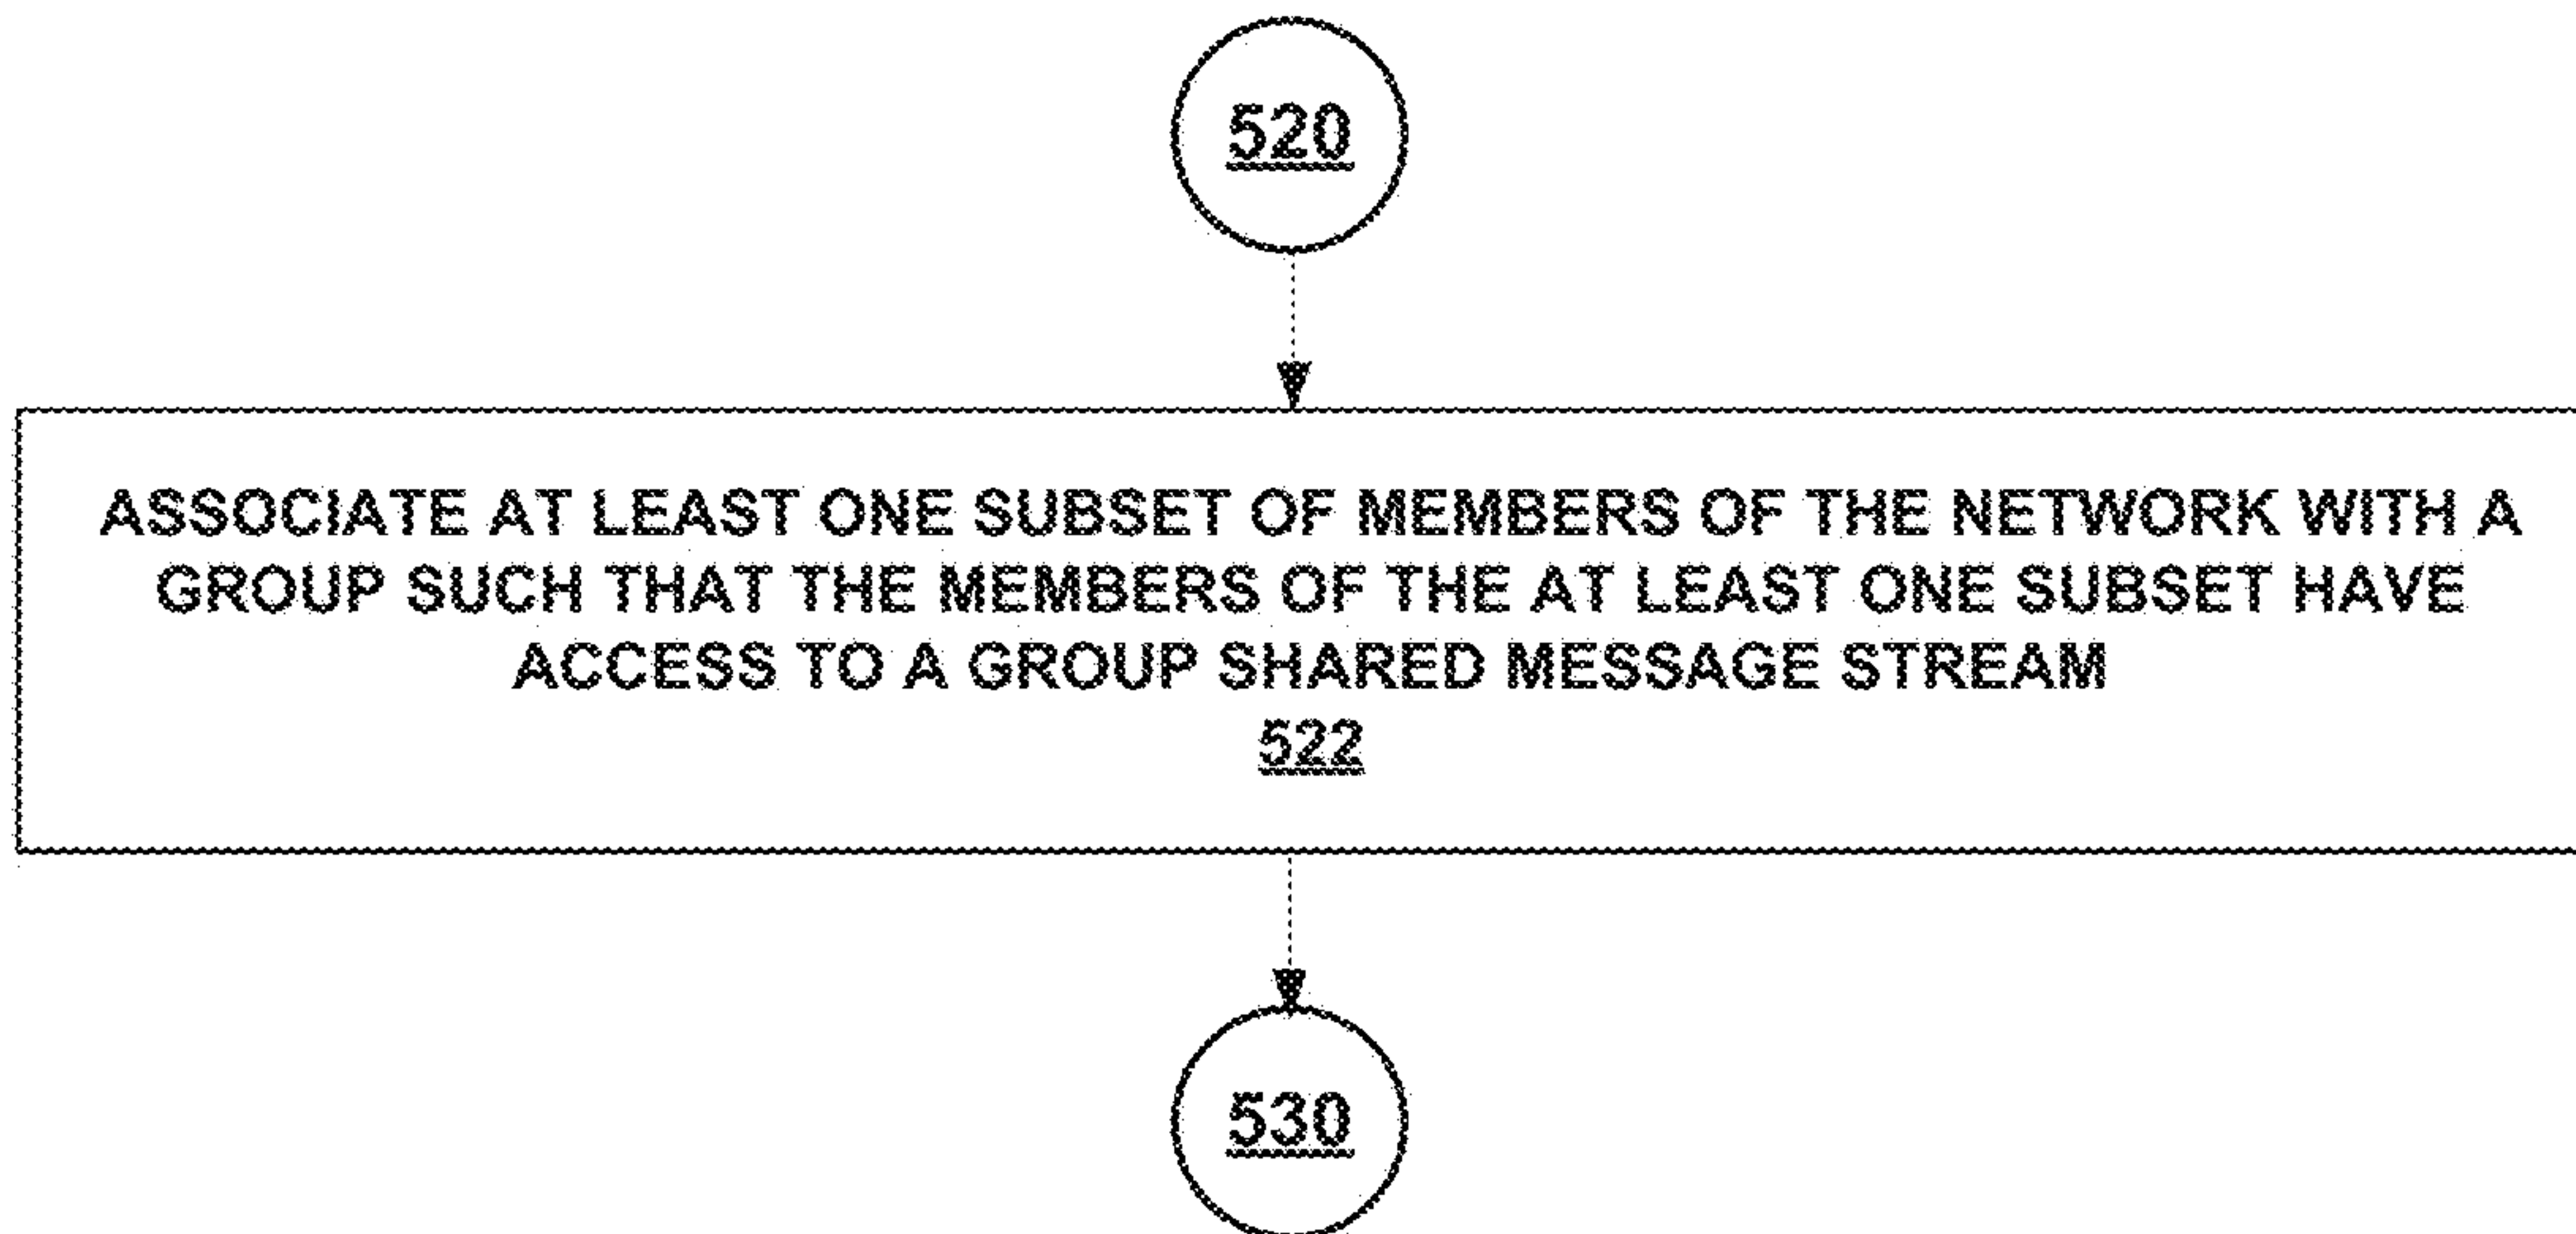 520
ASSOCIATE AT LEAST ONE SUBSET OF MEMBERS OF THE NETWORK WITH A
GROUP SUCH THAT THE MEMBERS OF THE AT LEAST ONE SUBSET HAVE
ACCESS TO A GROUP SHARED MESSAGE STREAM
522
530